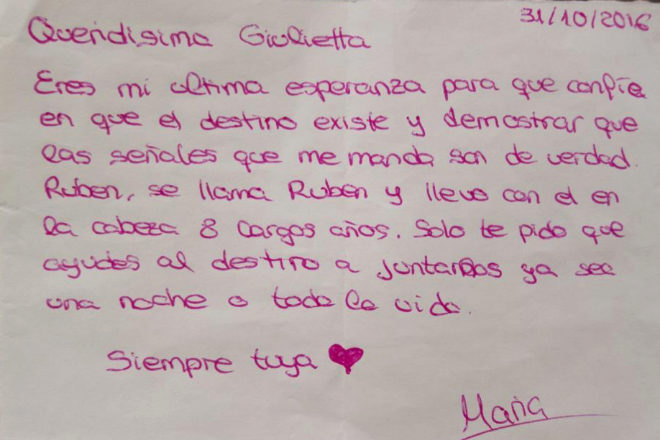 31/10/2016
Queridisima Giulietta
Eres mi ultima esperanza para que confíe
en que el destino existe y demostrar que
las señales que me manda son de verdad.
Ruben, se llama Ruben y llevo con el en
la cabeza 8 largos años. Solo te pido que
ayudes al destino a juntarnos ya sea
una noche o toda la vida.
Siempre tuya ♥
Maria